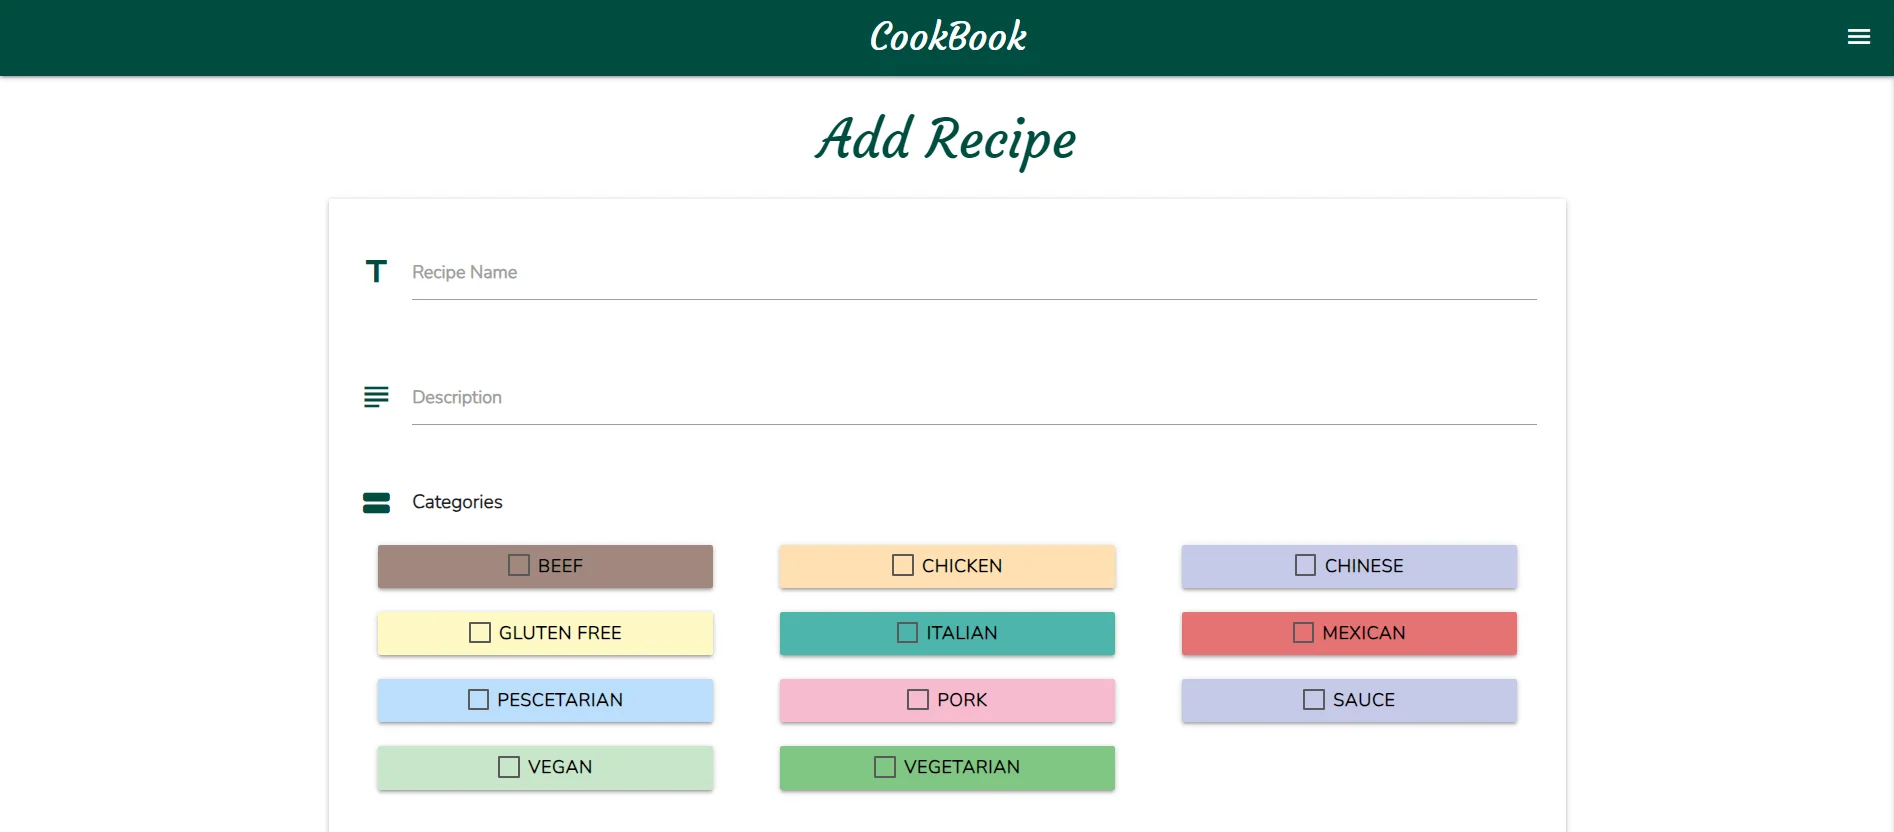 CookBook
Add Recipe
Recipe Name
Description
Categories
BEEF
CHICKEN
CHINESE
GLUTEN FREE
ITALIAN
MEXICAN
PESCETARIAN
PORK
SAUCE
VEGAN
VEGETARIAN